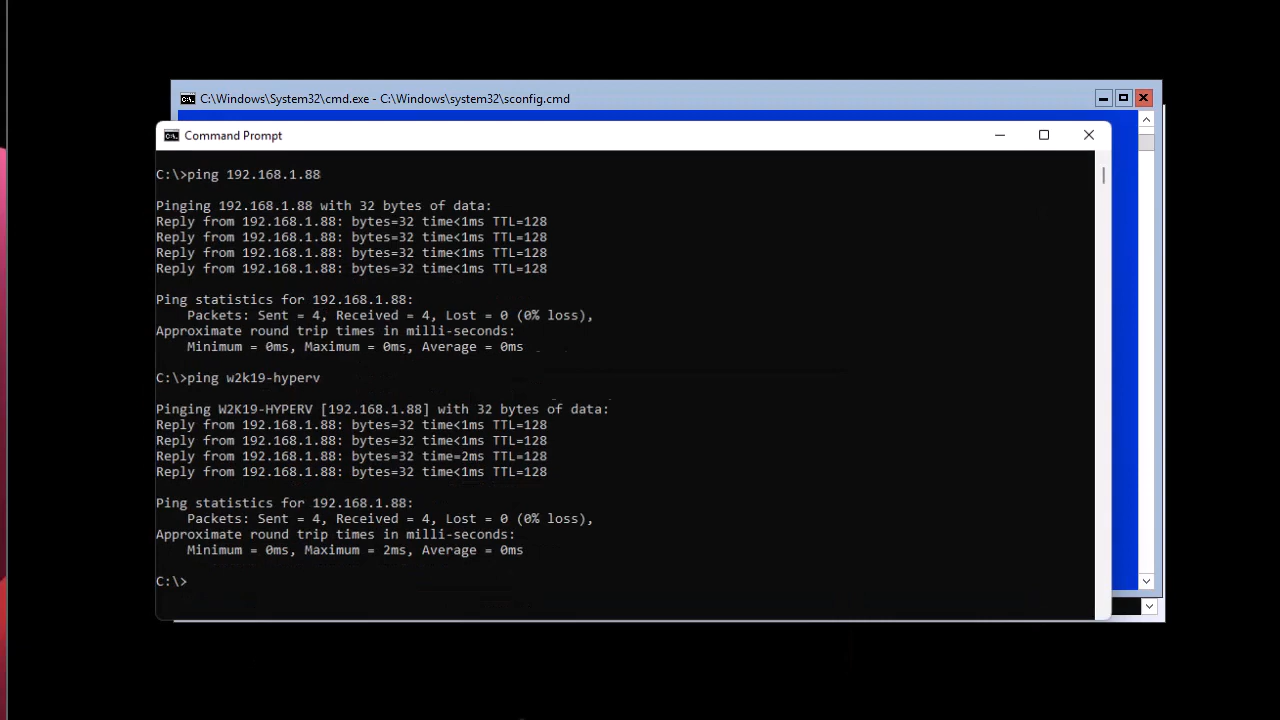 C:\Windows\System32\cmd.exe - C:\Windows\system32\sconfig.cmd
Command Prompt
C:\>ping 192.168.1.88
Pinging 192.168.1.88 with 32 bytes of data:
Reply from 192.168.1.88: bytes=32 time<1ms TTL=128
Reply from 192.168.1.88: bytes=32 time<1ms TTL=128
Reply from 192.168.1.88: bytes=32 time<1ms TTL=128
Reply from 192.168.1.88: bytes=32 time<1ms TTL=128
Ping statistics for 192.168.1.88:
Packets: Sent = 4, Received = 4, Lost = 0 (0% loss),
Approximate round trip times in milli-seconds:
Minimum = 0ms, Maximum = 0ms, Average = 0ms
C:\>ping w2k19-hyperv
Pinging W2K19-HYPERV [192.168.1.88] with 32 bytes of data:
Reply from 192.168.1.88: bytes=32 time<1ms TTL=128
Reply from 192.168.1.88: bytes=32 time<1ms TTL=128
Reply from 192.168.1.88: bytes=32 time=2ms TTL=128
Reply from 192.168.1.88: bytes=32 time<1ms TTL=128
Ping statistics for 192.168.1.88:
Packets: Sent = 4, Received = 4, Lost = 0 (0% loss),
Approximate round trip times in milli-seconds:
Minimum = 0ms, Maximum = 2ms, Average = 0ms
C:\>